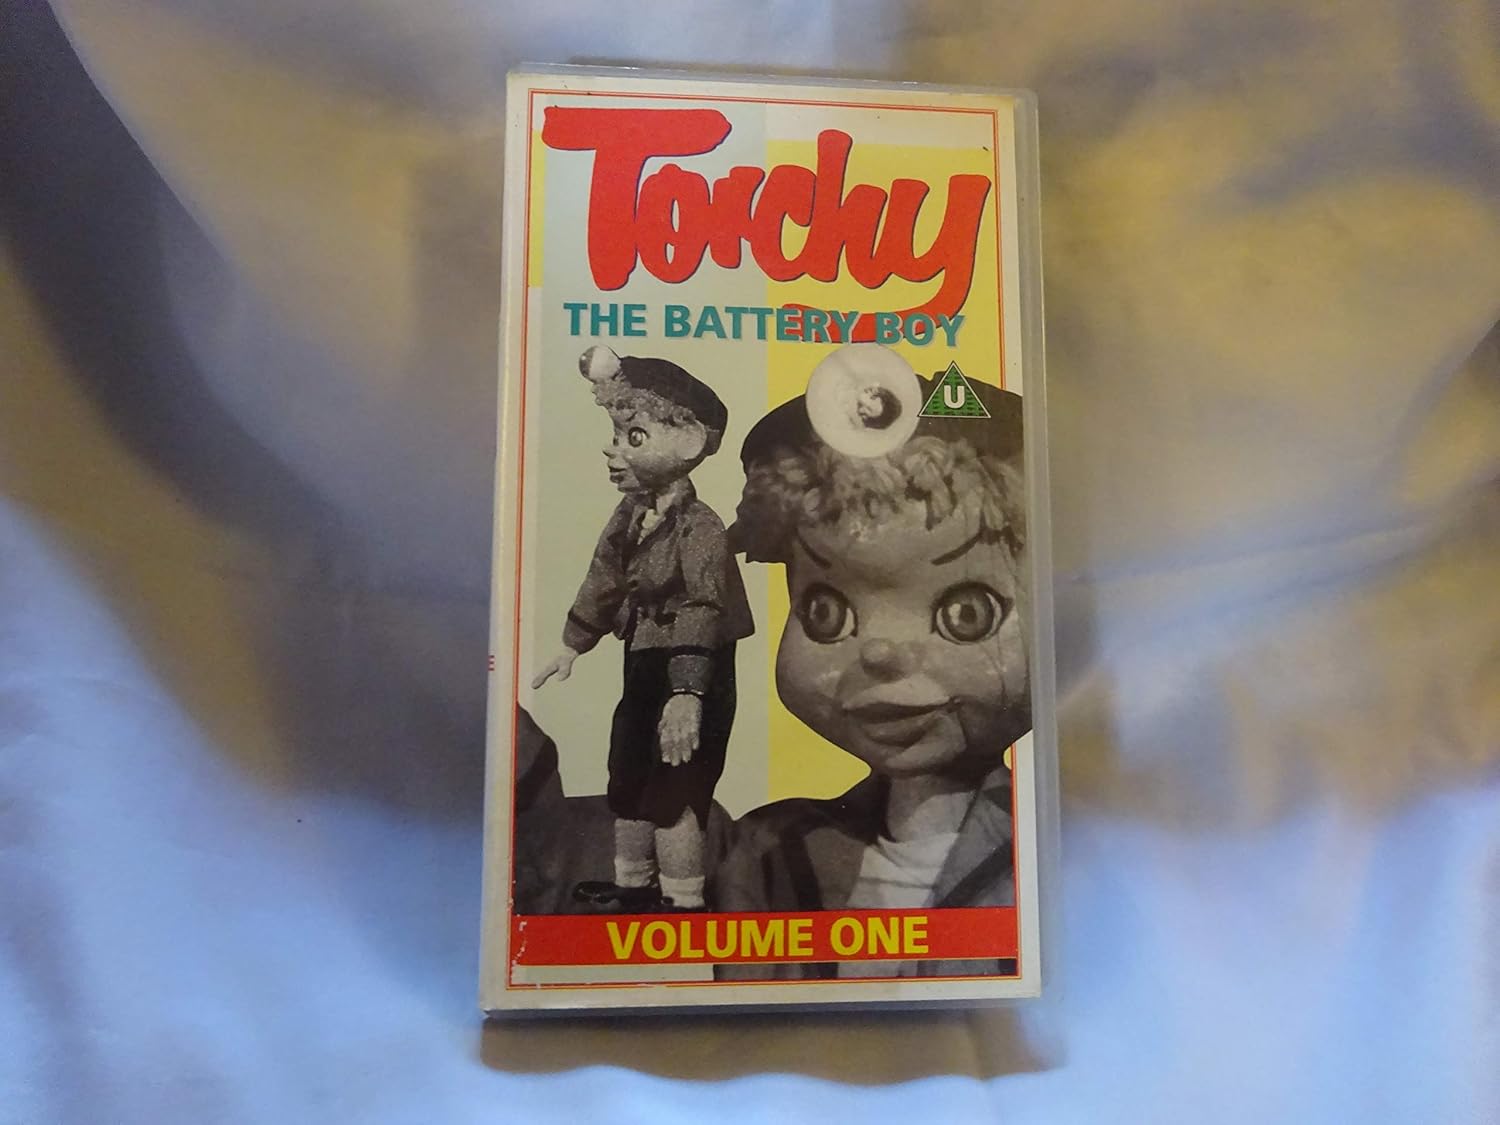 Torchy
THE BATTERY BOY
U
VOLUME ONE
E